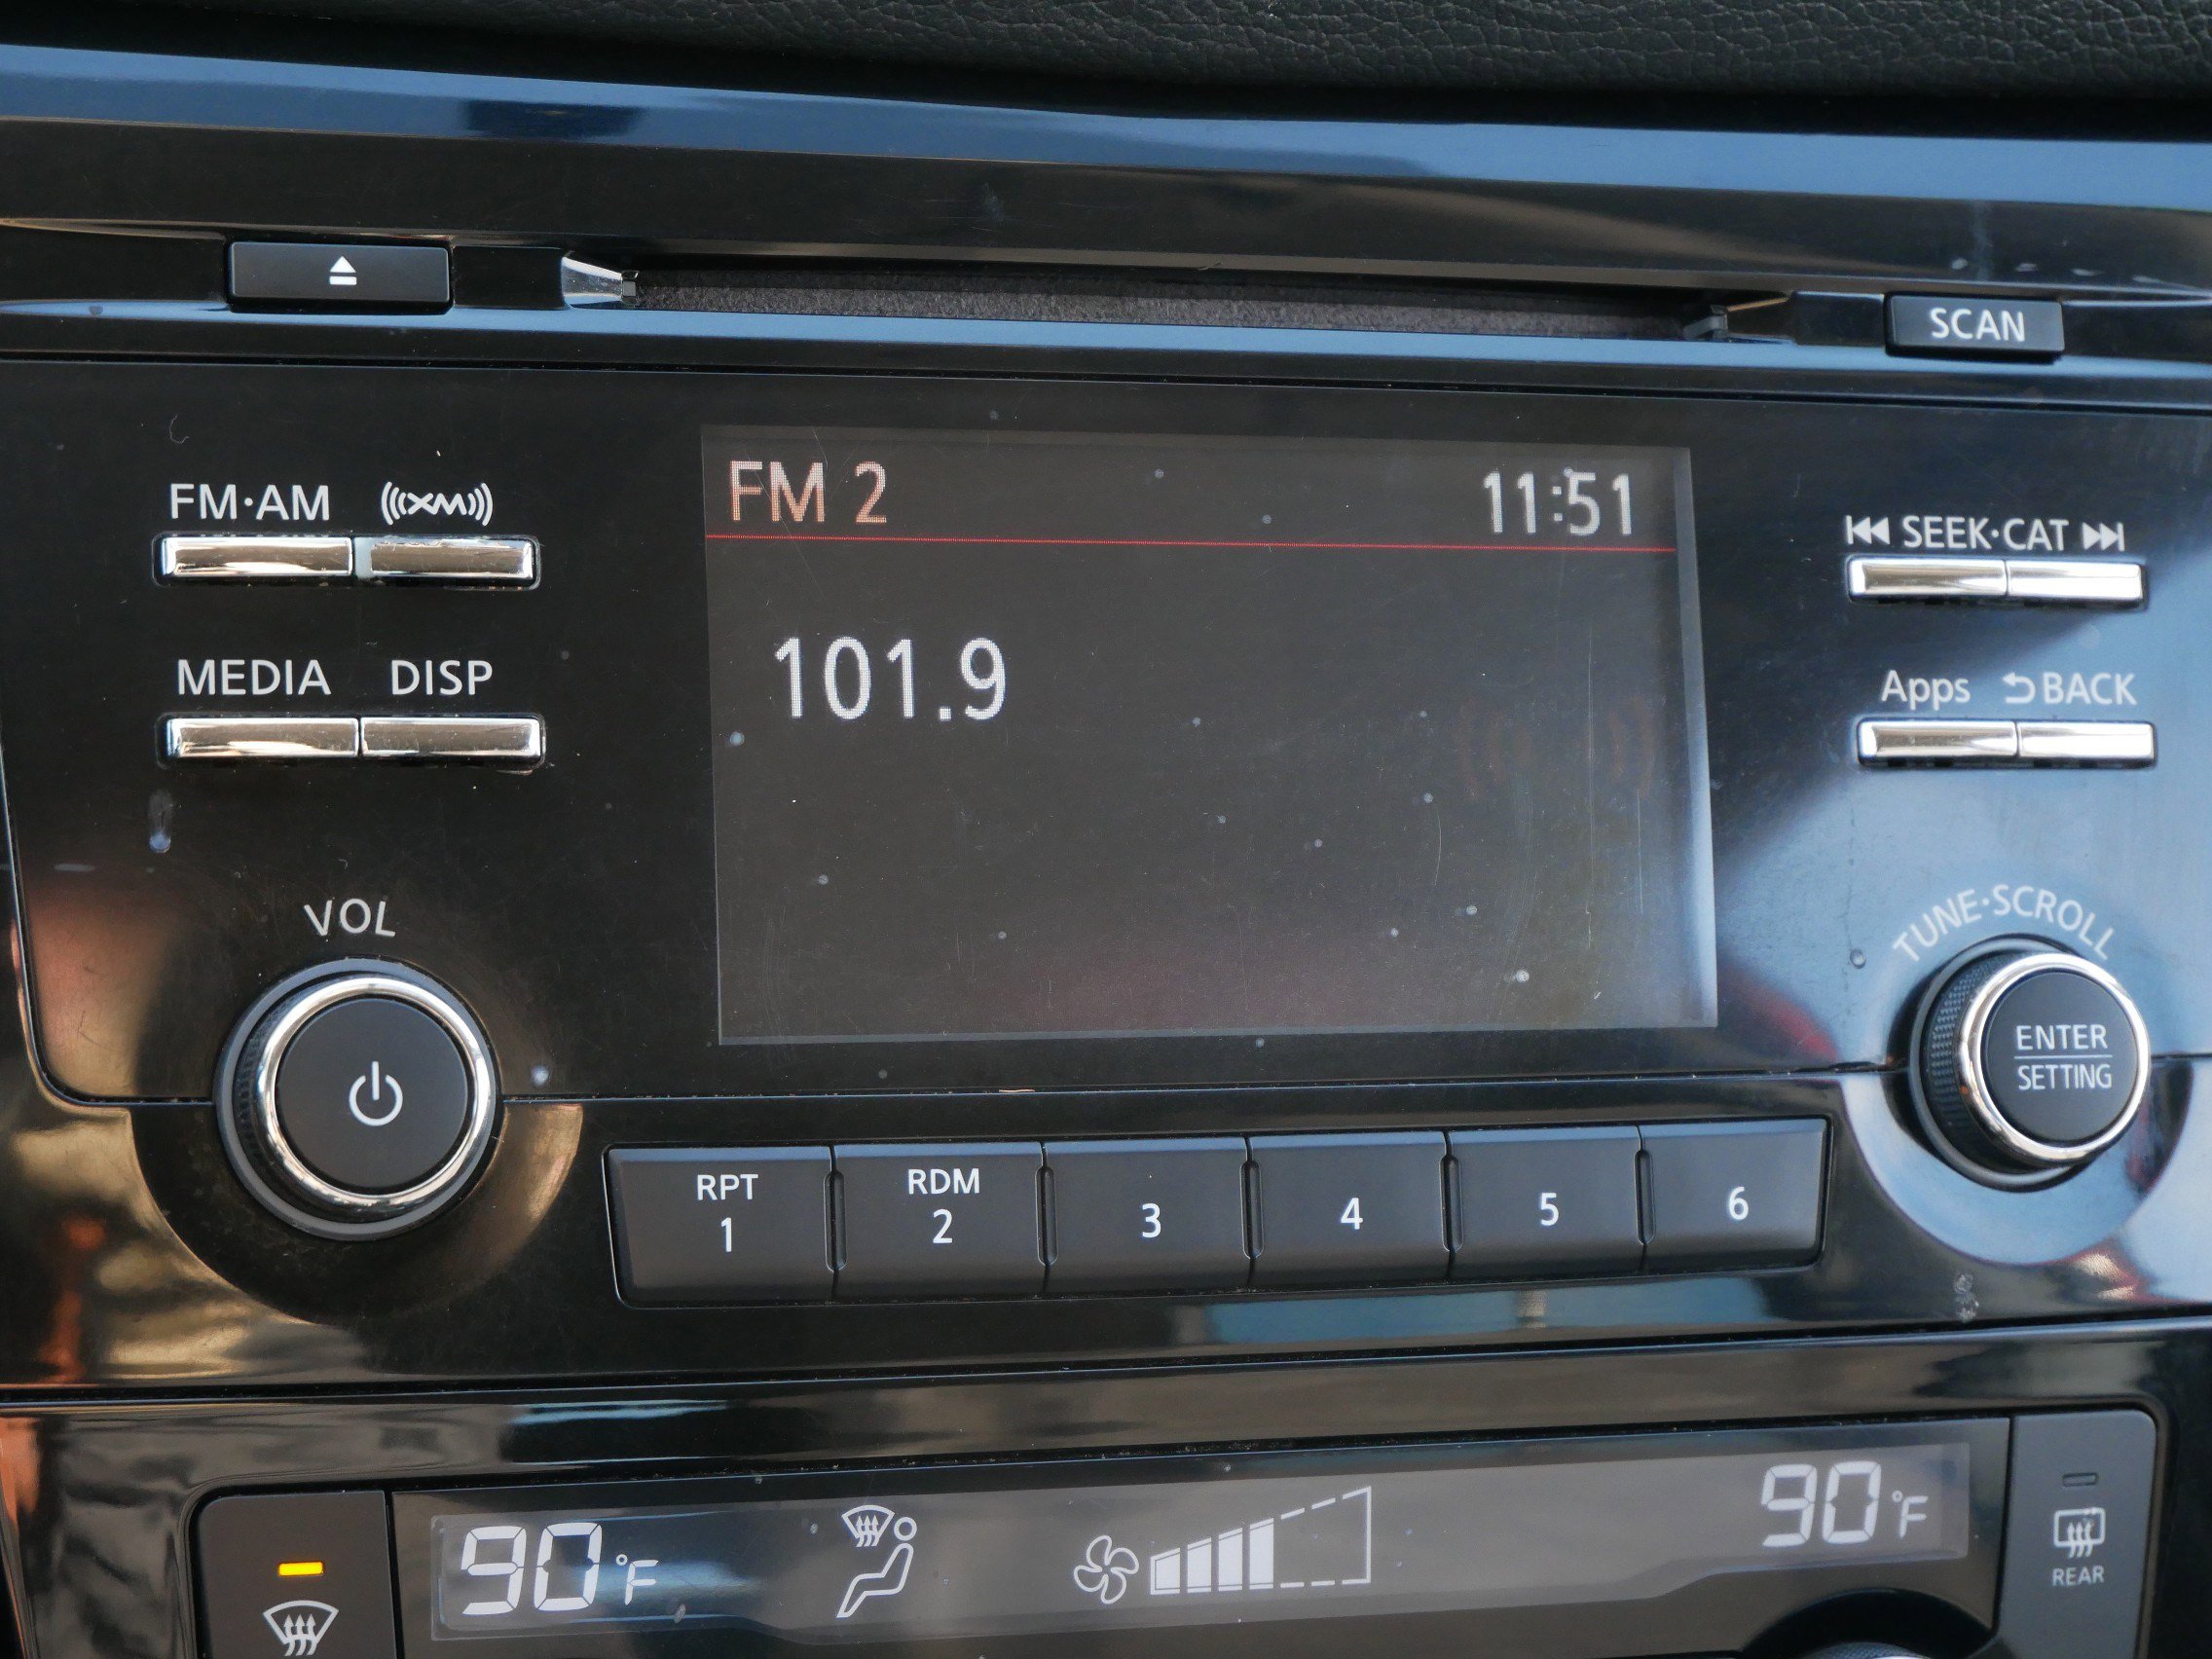 SCAN
FM·AM
XM
FM 2
11:51
SEEK·CAT
101.9
MEDIA
DISP
Apps
BACK
VOL
TUNE·SCROLL
ENTER
SETTING
RPT
1
RDM
2
3
4
5
6
90°F
90°F
REAR